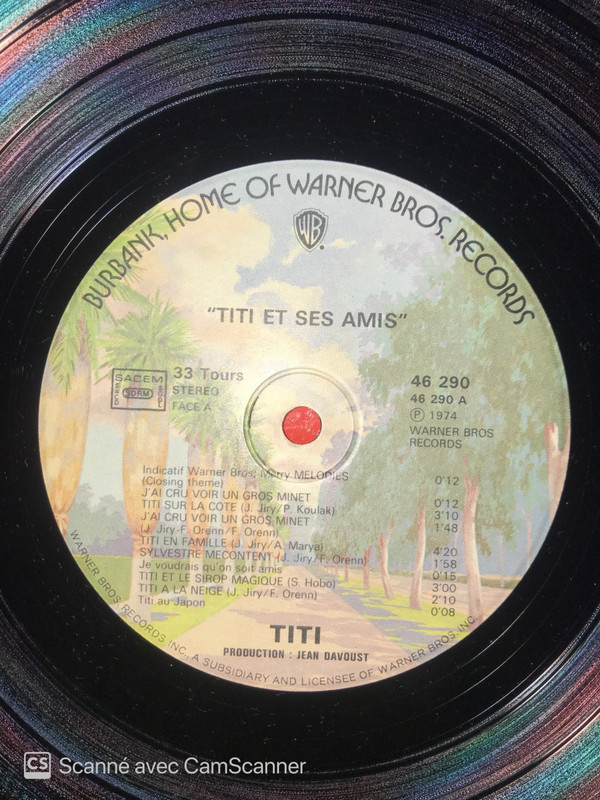 BURBANK, HOME OF WARNER BROS. RECORDS
WB
"TITI ET SES AMIS"
SACEM
SDRM
33 Tours
STEREO
FACE A
46 290
46 290 A
Ⓟ 1974
WARNER BROS
RECORDS
Indicatif Warner Bros; Merry MELODIES
(Closing theme) 0'12
J'AI CRU VOIR UN GROS MINET
TITI SUR LA COTE (J. Jiry/P. Koulak) 0'12
J'AI CRU VOIR UN GROS MINET 3'10
(J. Jiry-F. Orenn/F. Orenn) 1'48
TITI EN FAMILLE (J. Jiry/A. Marya)
SYLVESTRE MECONTENT (J. Jiry/F. Orenn) 4'20
Je voudrais qu'on soit amis 1'58
TITI ET LE SIROP MAGIQUE (S. Hobo) 0'15
TITI A LA NEIGE (J. Jiry/F. Orenn) 3'00
Titi au Japon 2'10
0'08
TITI
PRODUCTION : JEAN DAVOUST
WARNER BROS RECORDS INC., A SUBSIDIARY AND LICENSEE OF WARNER BROS. INC.
CS Scanné avec CamScanner